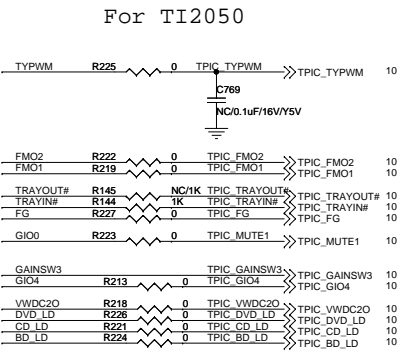 For TI2050
TYPWM R225 0 TPIC_TYPWM TPIC_TYPWM 10
C769
NC/0.1uF/16V/Y5V
FMO2 R222 0 TPIC_FMO2 TPIC_FMO2 10
FMO1 R219 0 TPIC_FMO1 TPIC_FMO1 10
TRAYOUT# R145 NC/1K TPIC_TRAYOUT# TPIC_TRAYOUT# 10
TRAYIN# R144 1K TPIC_TRAYIN# TPIC_TRAYIN# 10
FG R227 0 TPIC_FG TPIC_FG 10
GIO0 R223 0 TPIC_MUTE1 TPIC_MUTE1 10
GAINSW3 TPIC_GAINSW3 TPIC_GAINSW3 10
GIO4 R213 0 TPIC_GIO4 TPIC_GIO4 10
VWDC2O R218 0 TPIC_VWDC2O TPIC_VWDC2O 10
DVD_LD R226 0 TPIC_DVD_LD TPIC_DVD_LD 10
CD_LD R221 0 TPIC_CD_LD TPIC_CD_LD 10
BD_LD R224 0 TPIC_BD_LD TPIC_BD_LD 10